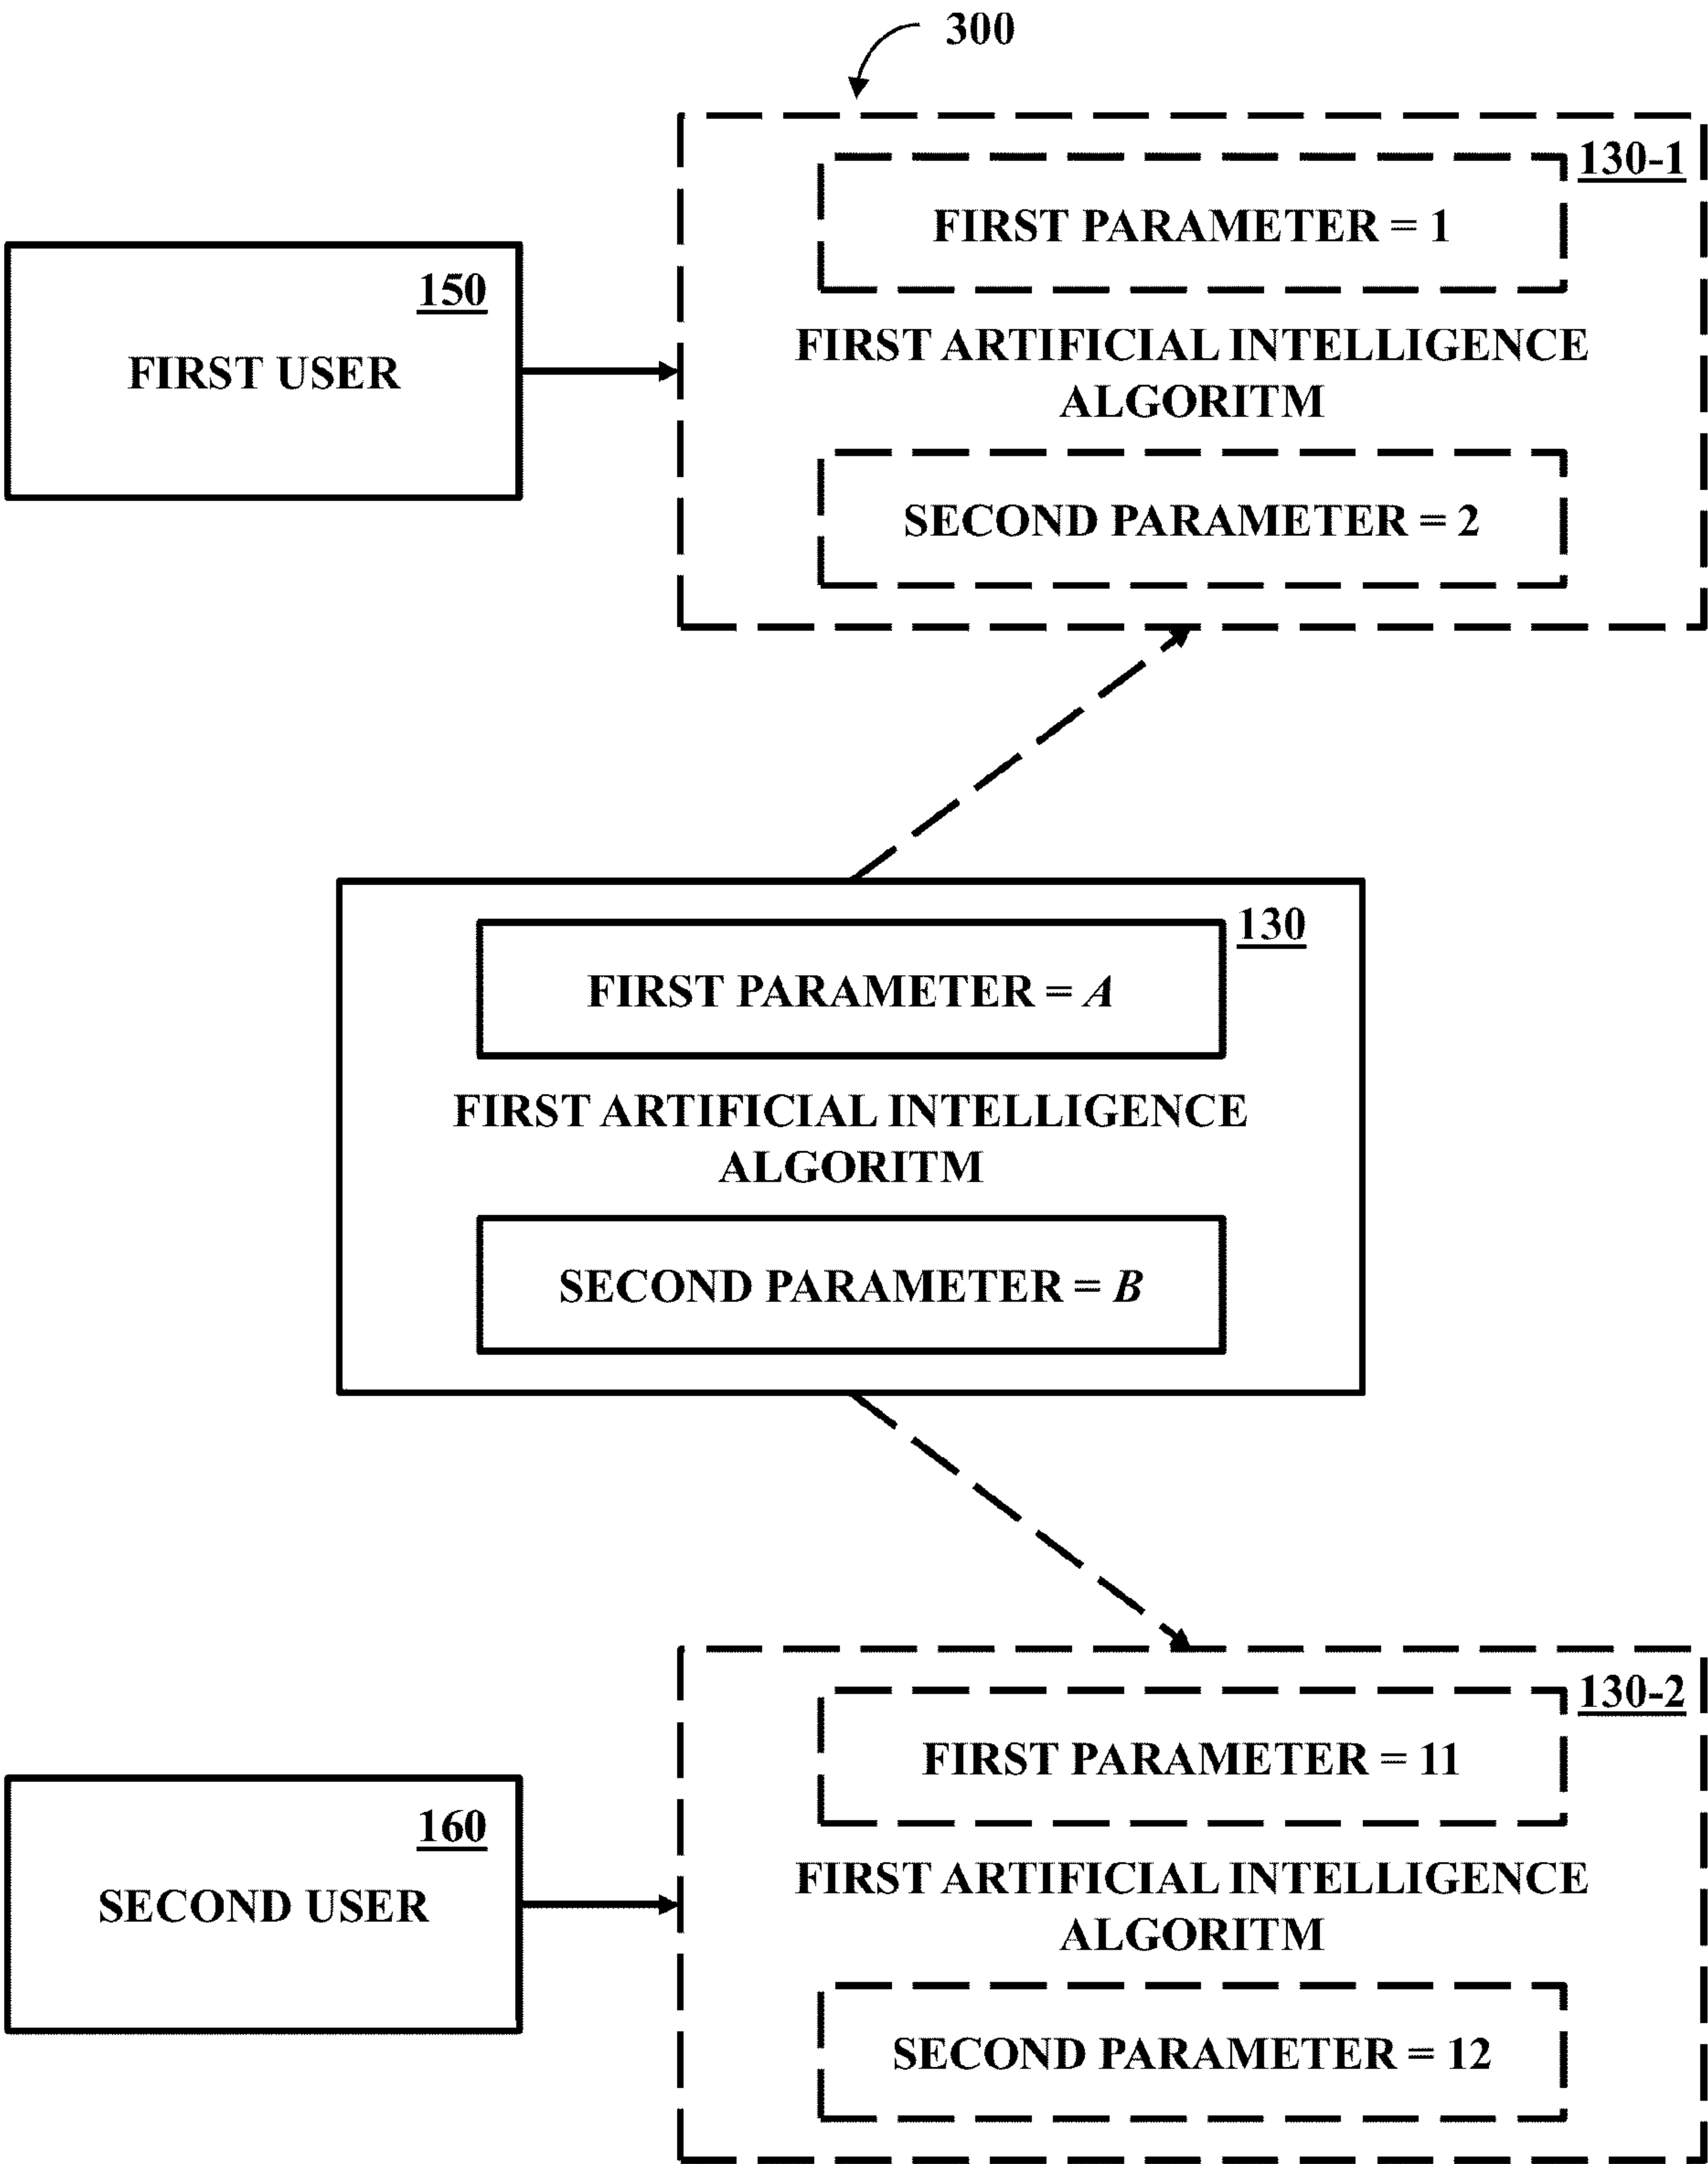 300
130-1
FIRST PARAMETER = 1
150
FIRST USER
FIRST ARTIFICIAL INTELLIGENCE
ALGORITM
SECOND PARAMETER = 2
130
FIRST PARAMETER = A
FIRST ARTIFICIAL INTELLIGENCE
ALGORITM
SECOND PARAMETER = B
130-2
FIRST PARAMETER = 11
160
SECOND USER
FIRST ARTIFICIAL INTELLIGENCE
ALGORITM
SECOND PARAMETER = 12